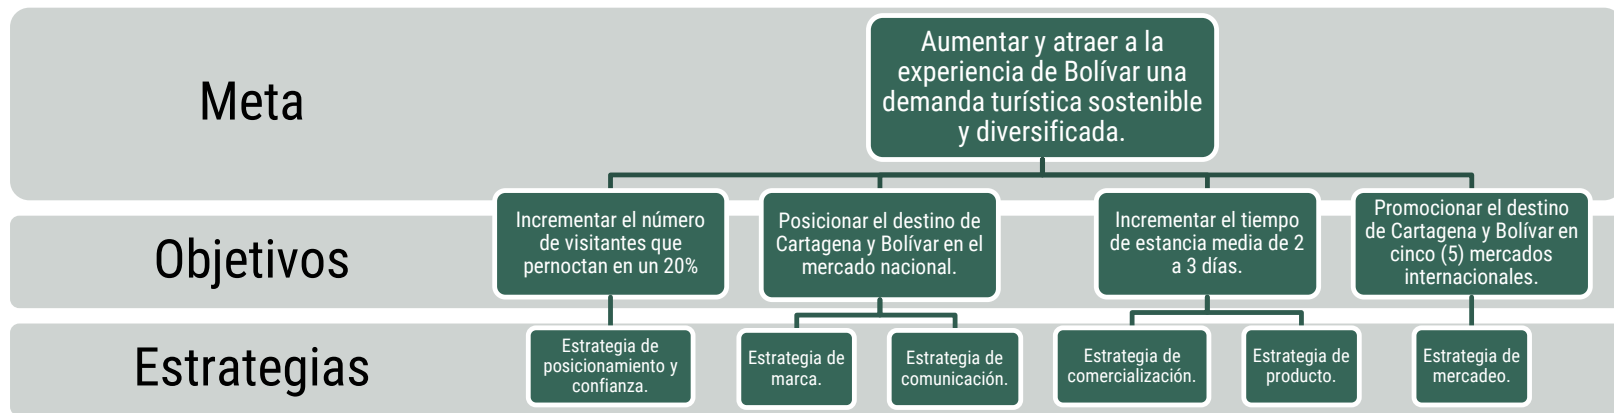 Meta
Aumentar y atraer a la
experiencia de Bolívar una
demanda turística sostenible
y diversificada.
Objetivos
Incrementar el número
de visitantes que
pernoctan en un 20%
Posicionar el destino de
Cartagena y Bolívar en el
mercado nacional.
Incrementar el tiempo
de estancia media de 2
a 3 días.
Promocionar el destino
de Cartagena y Bolívar en
cinco (5) mercados
internacionales.
Estrategias
Estrategia de
posicionamiento y
confianza.
Estrategia de
marca.
Estrategia de
comunicación.
Estrategia de
comercialización.
Estrategia de
producto.
Estrategia de
mercadeo.